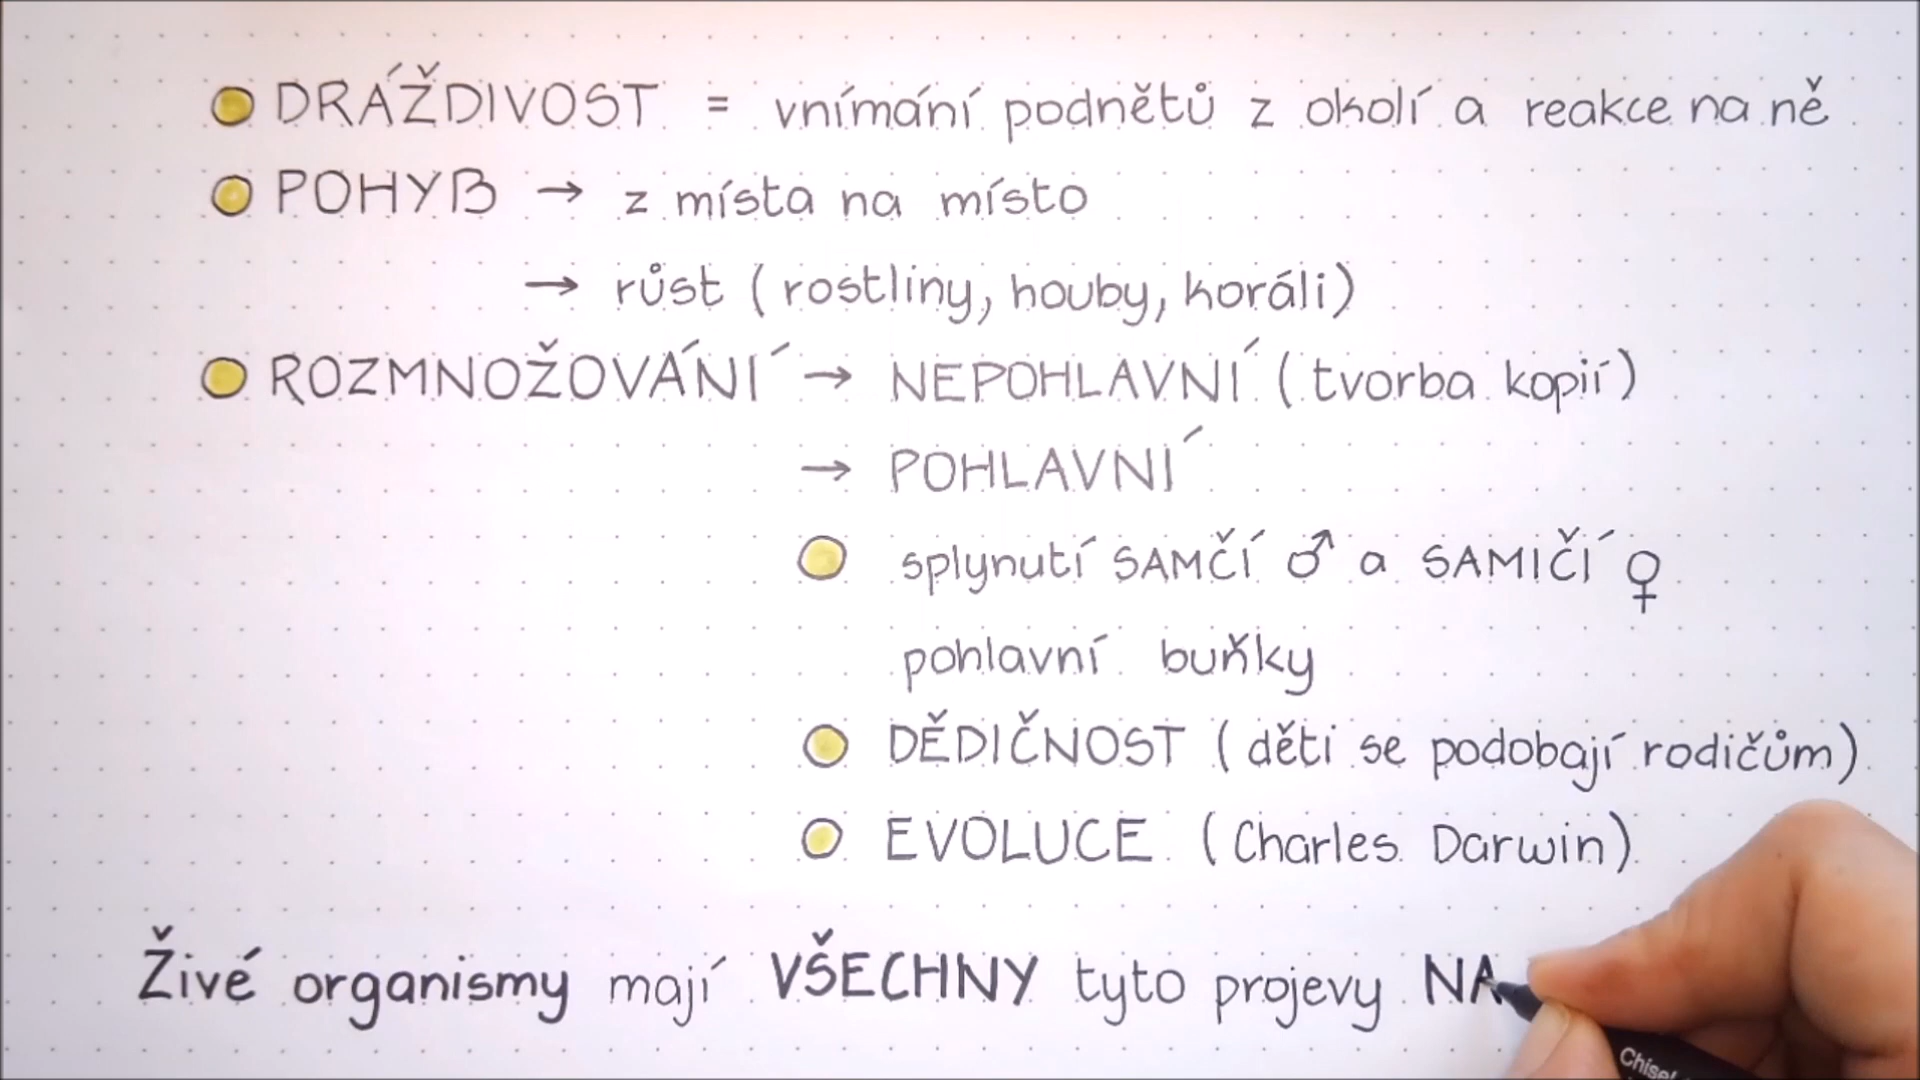 DRÁŽDIVOST = vnímání podnětů z okolí a reakce na ně
POHYB → z místa na místo
→ růst (rostliny, houby, koráli)
ROZMNOŽOVÁNÍ → NEPOHLAVNÍ (tvorba kopií)
→ POHLAVNÍ
splynutí SAMČÍ ♂ a SAMIČÍ ♀
pohlavní buňky
DĚDIČNOST (děti se podobají rodičům)
EVOLUCE (Charles Darwin)
Živé organismy mají VŠECHNY tyto projevy NA
Chisel